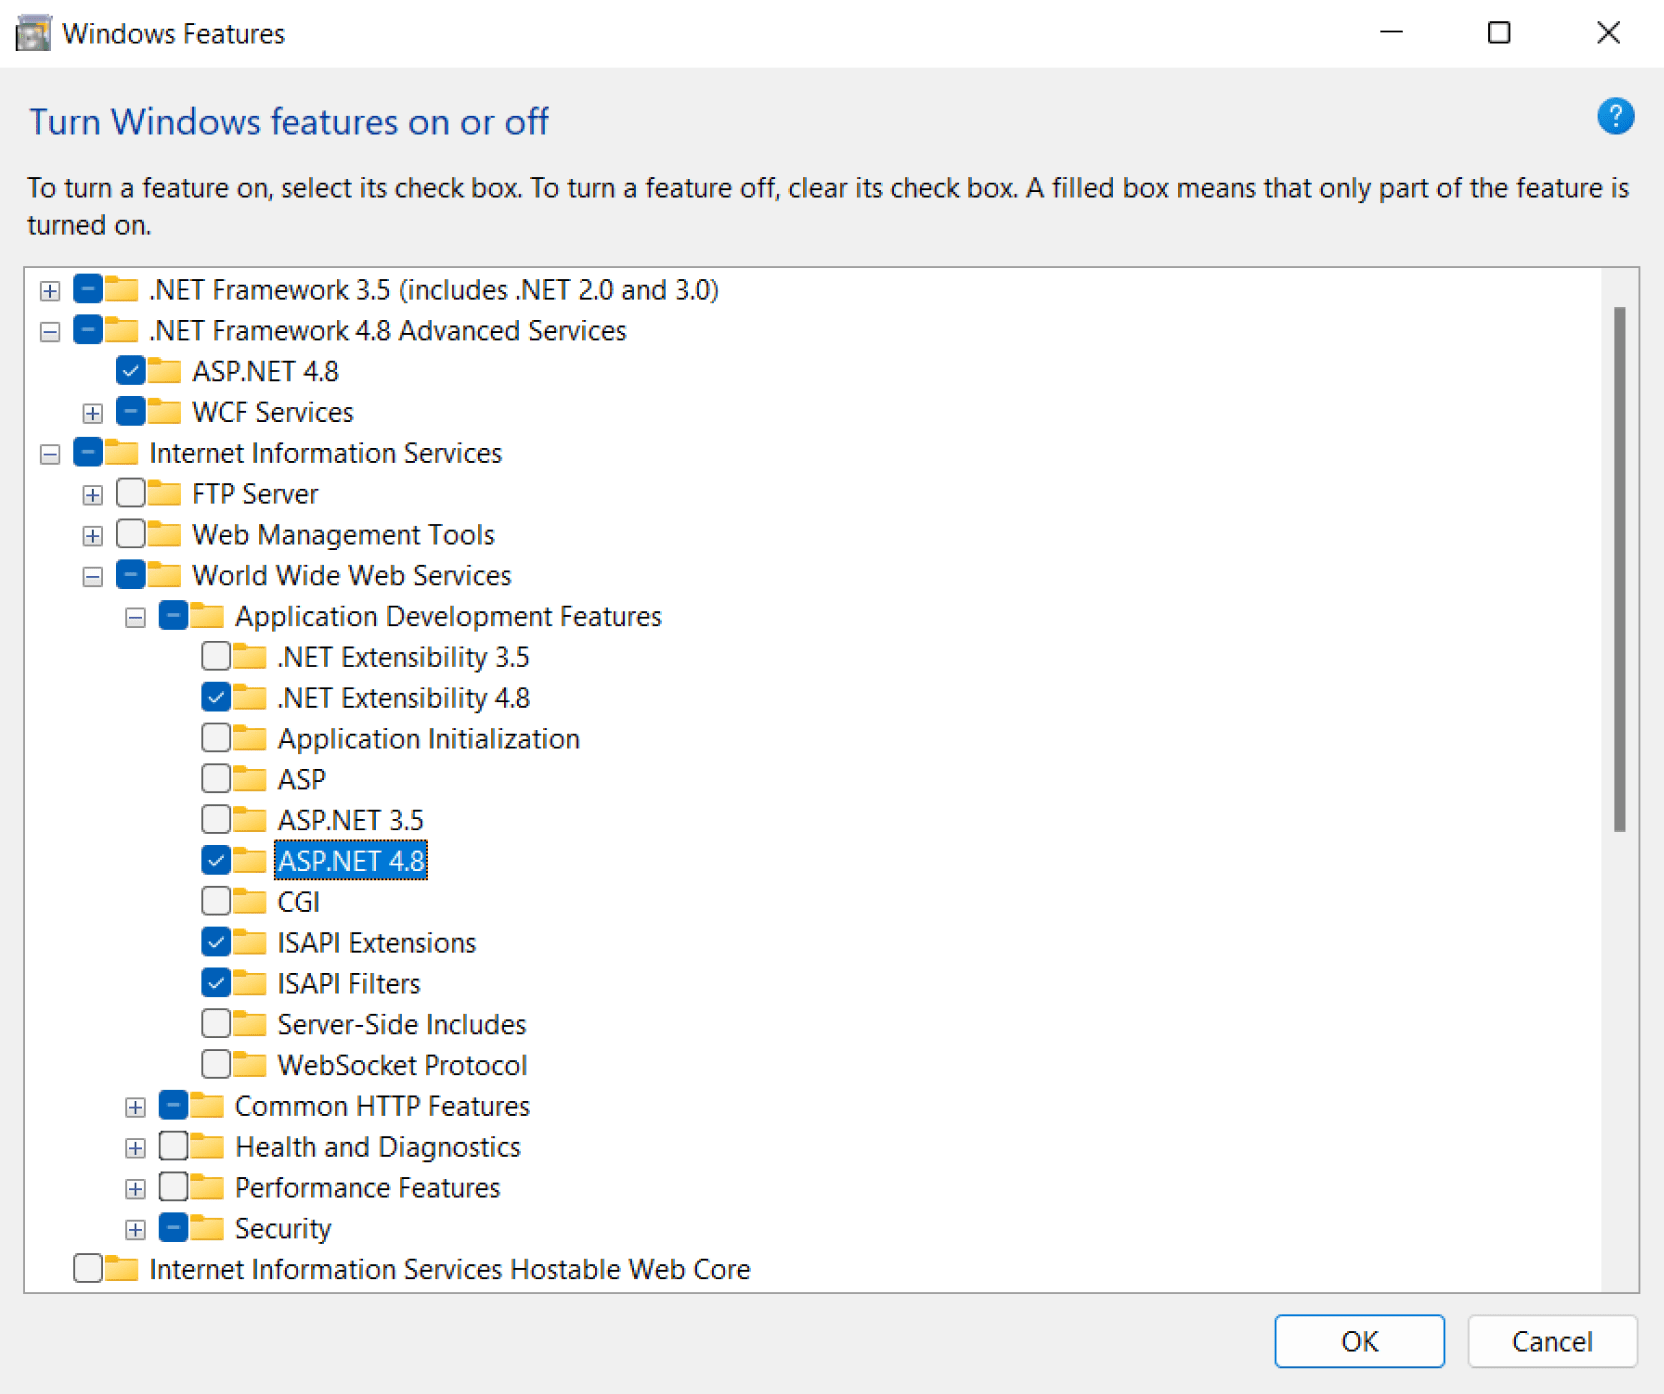 Windows Features
Turn Windows features on or off
?
To turn a feature on, select its check box. To turn a feature off, clear its check box. A filled box means that only part of the feature is
turned on.
.NET Framework 3.5 (includes .NET 2.0 and 3.0)
.NET Framework 4.8 Advanced Services
ASP.NET 4.8
WCF Services
Internet Information Services
FTP Server
Web Management Tools
World Wide Web Services
Application Development Features
.NET Extensibility 3.5
.NET Extensibility 4.8
Application Initialization
ASP
ASP.NET 3.5
ASP.NET 4.8
CGI
ISAPI Extensions
ISAPI Filters
Server-Side Includes
WebSocket Protocol
Common HTTP Features
Health and Diagnostics
Performance Features
Security
Internet Information Services Hostable Web Core
OK
Cancel